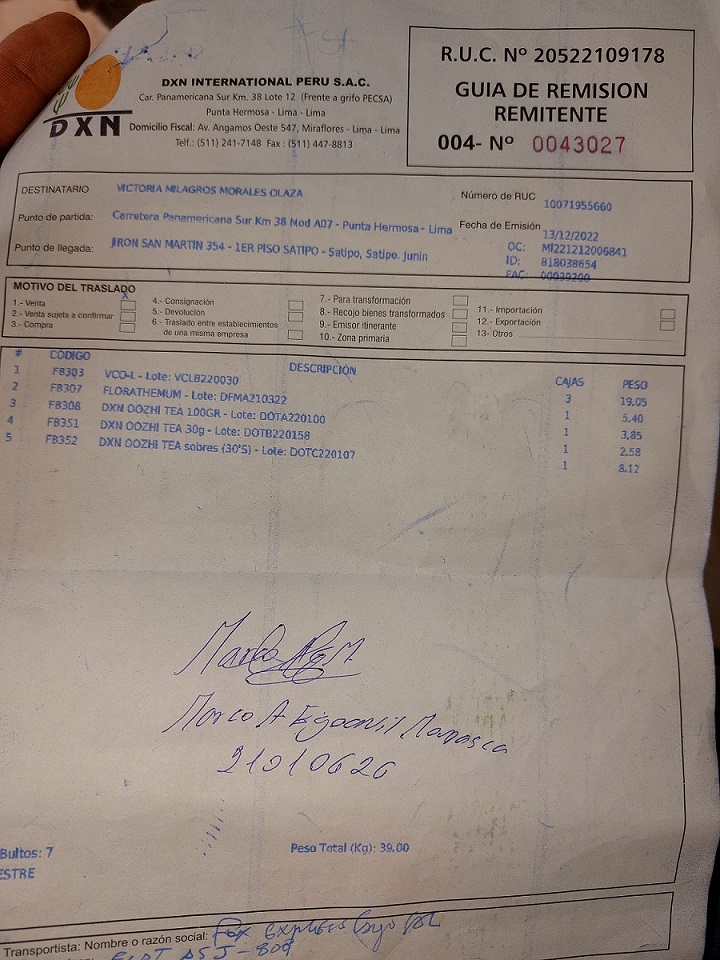 R.U.C. Nº 20522109178
GUIA DE REMISION
REMITENTE
004- Nº 0043027
DXN
DXN INTERNATIONAL PERU S.A.C.
Car. Panamericana Sur Km. 38 Lote 12 (Frente a grifo PECSA)
Punta Hermosa - Lima - Lima
Domicilio Fiscal: Av. Angamos Oeste 547, Miraflores - Lima - Lima
Telf.: (511) 241-7148 Fax : (511) 447-8813
DESTINATARIO VICTORIA MILAGROS MORALES OLAZA Número de RUC 10071955660
Punto de partida: Carretera Panamericana Sur Km 38 Mod A07 - Punta Hermosa - Lima Fecha de Emisión 13/12/2022
Punto de llegada: JIRON SAN MARTIN 354 - 1ER PISO SATIPO - Satipo, Satipo. Junin OC: MI221212006841
ID: 818038654
FAC: 00039200
MOTIVO DEL TRASLADO
1.- Venta X 4.- Consignación 7.- Para transformación 11.- Importación
2.- Venta sujeta a confirmar 5.- Devolución 8.- Recojo bienes transformados 12.- Exportación
3.- Compra 6.- Traslado entre establecimientos 9.- Emisor itinerante 13.- Otros
de una misma empresa 10.- Zona primaria
# CODIGO DESCRIPCIÓN CAJAS PESO
1 FB303 VCO-L - Lote: VCLB220030 3 19.05
2 FB307 FLORATHEMUM - Lote: DFMA210322 1 5.40
3 FB308 DXN OOZHI TEA 100GR - Lote: DOTA220100 1 3,85
4 FB351 DXN OOZHI TEA 30g - Lote: DOTB220158 1 2.58
5 FB352 DXN OOZHI TEA sobres (30'S) - Lote: DOTC220107 1 8.12
Marco A
21010626
Bultos: 7 Peso Total (Kg): 39.00
ESTRE
Transportista: Nombre o razón social: Express
ASJ-809